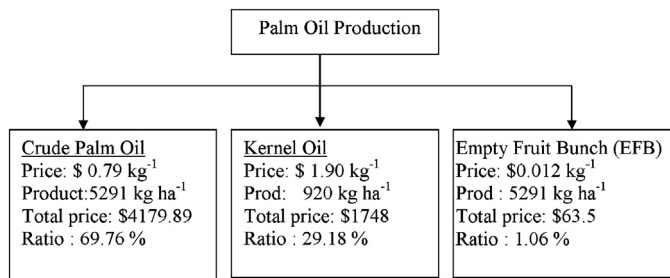 Palm Oil Production
Crude Palm Oil
Price: $ 0.79 kg⁻¹
Product:5291 kg ha⁻¹
Total price: $4179.89
Ratio : 69.76 %
Kernel Oil
Price: $ 1.90 kg⁻¹
Prod: 920 kg ha⁻¹
Total price: $1748
Ratio : 29.18 %
Empty Fruit Bunch (EFB)
Price: $0.012 kg⁻¹
Prod : 5291 kg ha⁻¹
Total price: $63.5
Ratio : 1.06 %